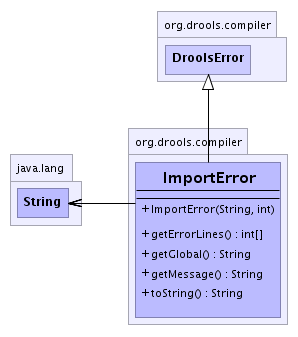 org.drools.compiler
DroolsError
org.drools.compiler
java.lang
ImportError
String
+ ImportError(String, int)
+ getErrorLines() : int[]
+ getGlobal() : String
+ getMessage() : String
+ toString() : String